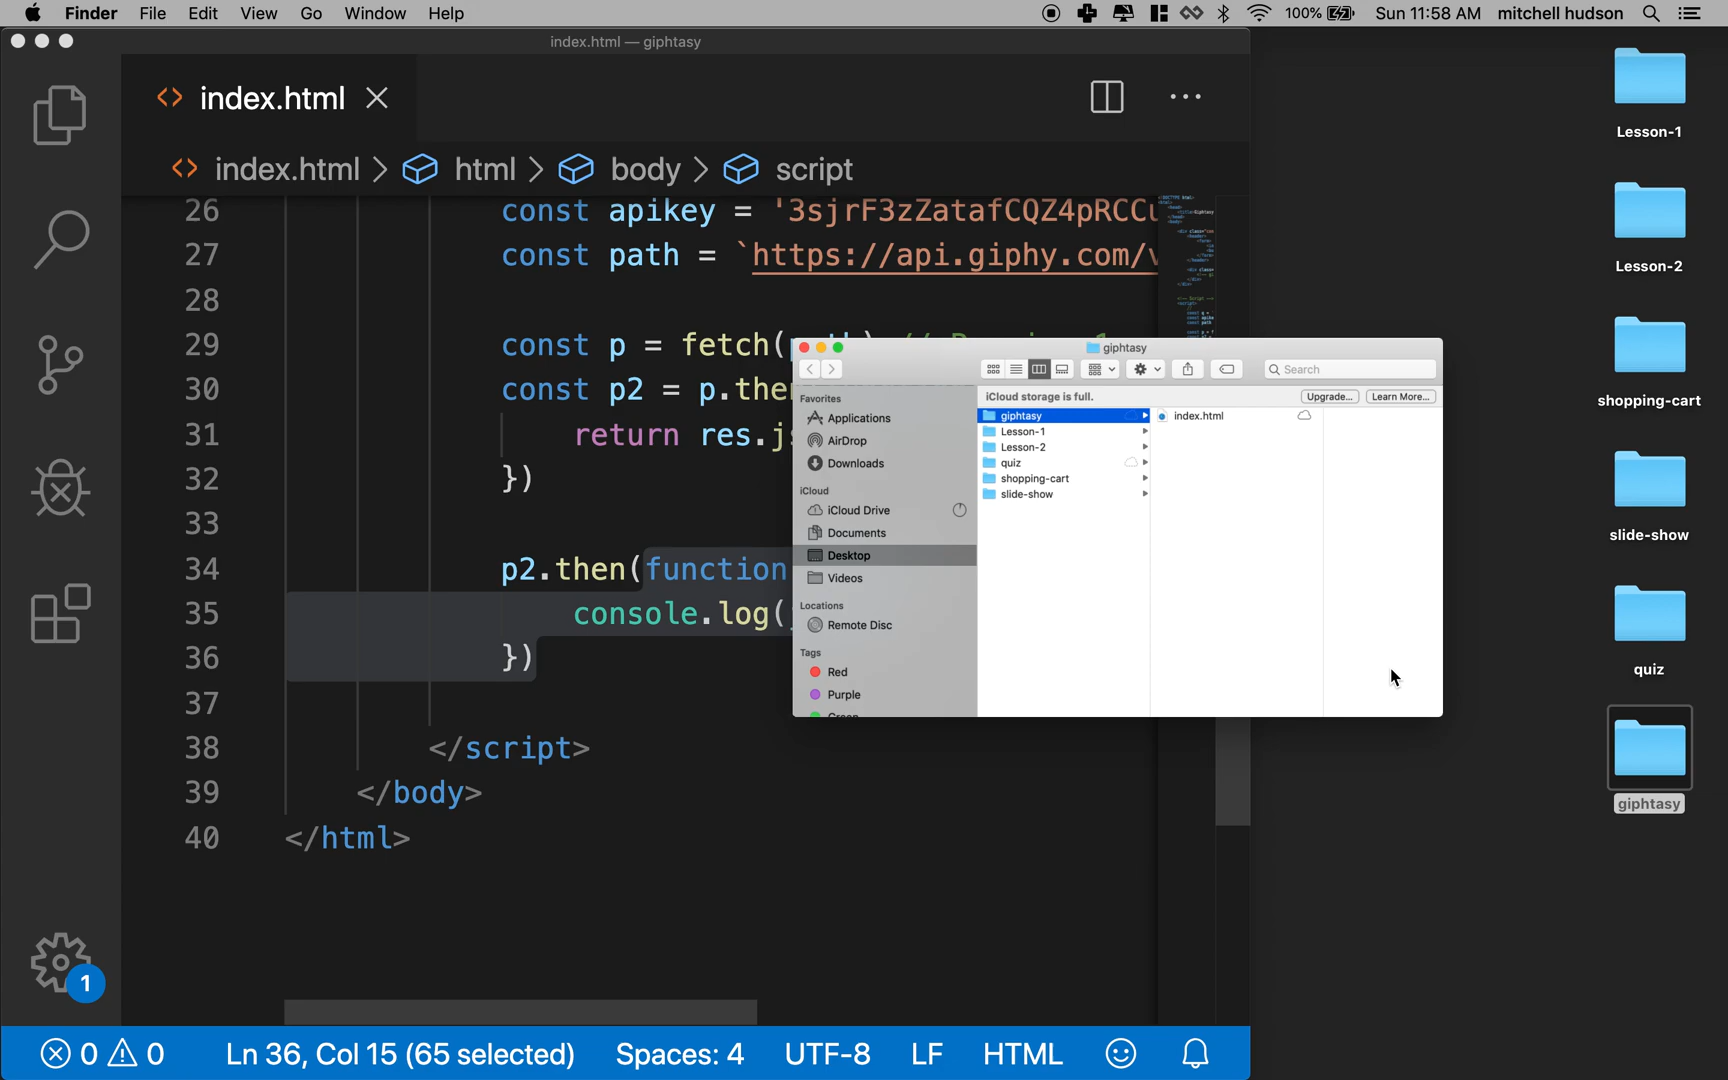 Finder File Edit View Go Window Help
100% Sun 11:58 AM mitchell hudson
index.html — giphtasy
index.html
index.html > html > body > script
26 const apikey = '3sjrF3zZatafCQZ4pRCCu
27 const path = `https://api.giphy.com/v
28
29 const p = fetch(
30 const p2 = p.then
31 return res.js
32 })
33
34 p2.then(function
35 console.log(
36 })
37
38 </script>
39 </body>
40 </html>
1
0 0 Ln 36, Col 15 (65 selected) Spaces: 4 UTF-8 LF HTML
giphtasy
Search
Favorites
Applications
AirDrop
Downloads
iCloud
iCloud Drive
Documents
Desktop
Videos
Locations
Remote Disc
Tags
Red
Purple
Green
iCloud storage is full. Upgrade... Learn More...
giphtasy
Lesson-1
Lesson-2
quiz
shopping-cart
slide-show
index.html
Lesson-1
Lesson-2
shopping-cart
slide-show
quiz
giphtasy